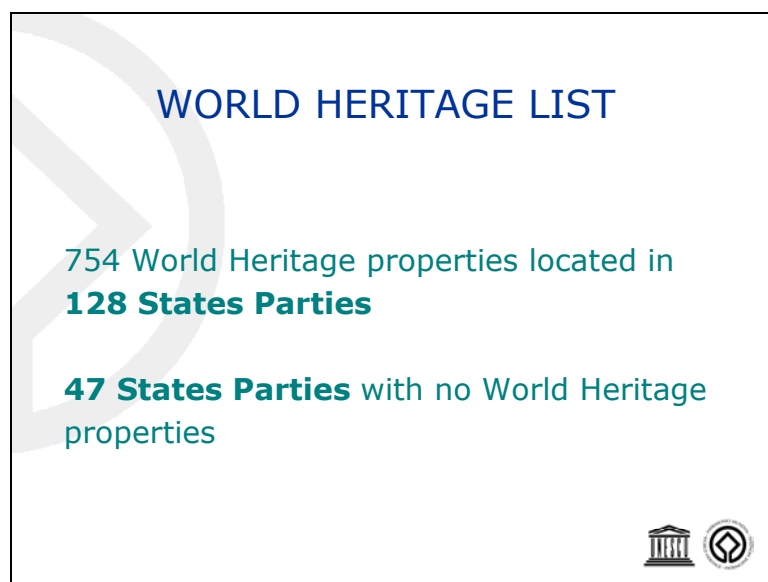 WORLD HERITAGE LIST
754 World Heritage properties located in
128 States Parties
47 States Parties with no World Heritage
properties
UNESCO